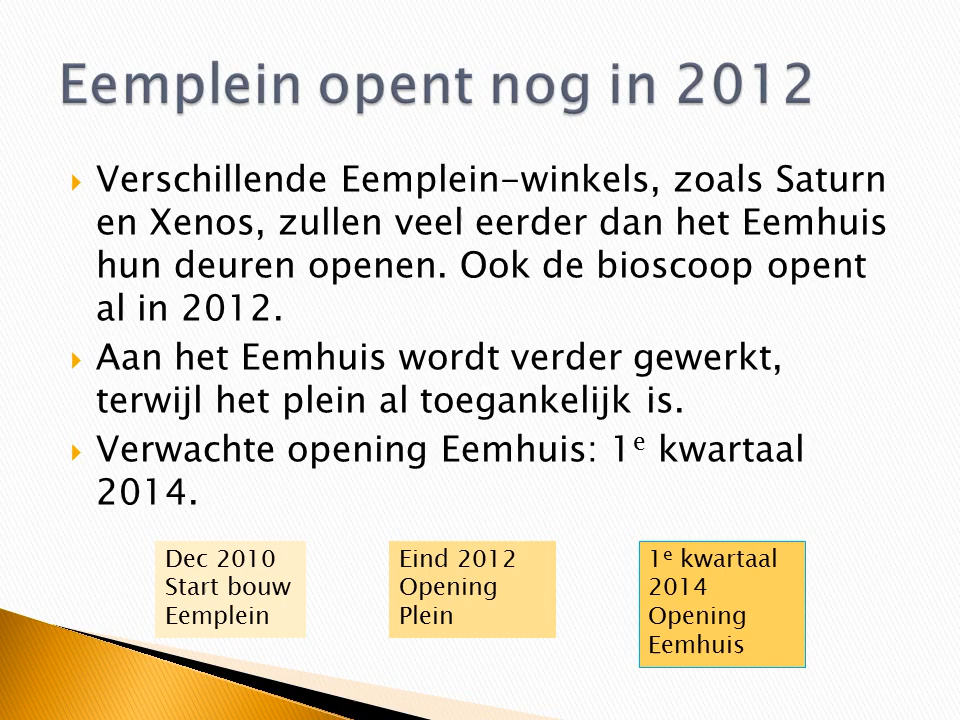 Eemplein opent nog in 2012
Verschillende Eemplein-winkels, zoals Saturn
en Xenos, zullen veel eerder dan het Eemhuis
hun deuren openen. Ook de bioscoop opent
al in 2012.
Aan het Eemhuis wordt verder gewerkt,
terwijl het plein al toegankelijk is.
Verwachte opening Eemhuis: 1e kwartaal
2014.
Dec 2010
Start bouw
Eemplein
Eind 2012
Opening
Plein
1e kwartaal
2014
Opening
Eemhuis